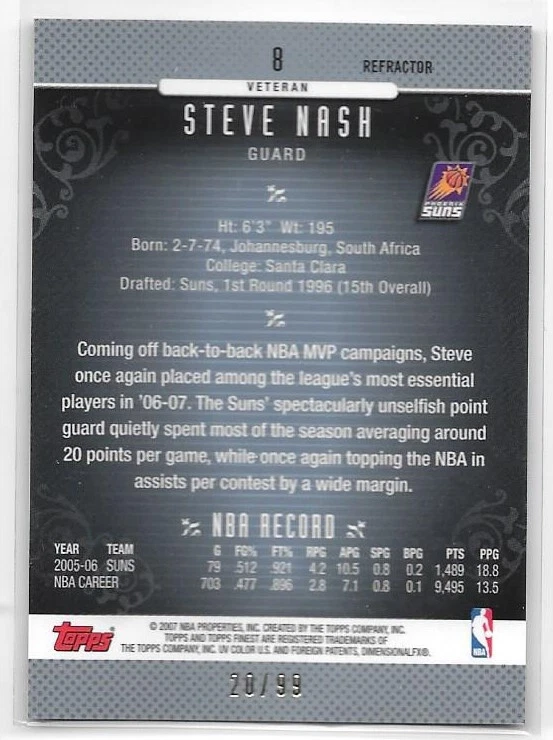 8
REFRACTOR
VETERAN
STEVE NASH
GUARD
PHOENIX
SUNS
Ht: 6'3" Wt: 195
Born: 2-7-74, Johannesburg, South Africa
College: Santa Clara
Drafted: Suns, 1st Round 1996 (15th Overall)
Coming off back-to-back NBA MVP campaigns, Steve
once again placed among the league's most essential
players in '06-07. The Suns' spectacularly unselfish point
guard quietly spent most of the season averaging around
20 points per game, while once again topping the NBA in
assists per contest by a wide margin.
NBA RECORD
YEAR TEAM G FG% FT% RPG APG SPG BPG PTS PPG
2005-06 SUNS 79 .512 .921 4.2 10.5 0.8 0.2 1,489 18.8
NBA CAREER 703 .477 .896 2.8 7.1 0.8 0.1 9,495 13.5
topps
© 2007 NBA PROPERTIES, INC. CREATED BY THE TOPPS COMPANY, INC.
TOPPS AND TOPPS FINEST ARE REGISTERED TRADEMARKS OF
THE TOPPS COMPANY, INC. UV COLOR U.S. AND FOREIGN PATENTS, DIMENSIONALFX®.
NBA
20/99